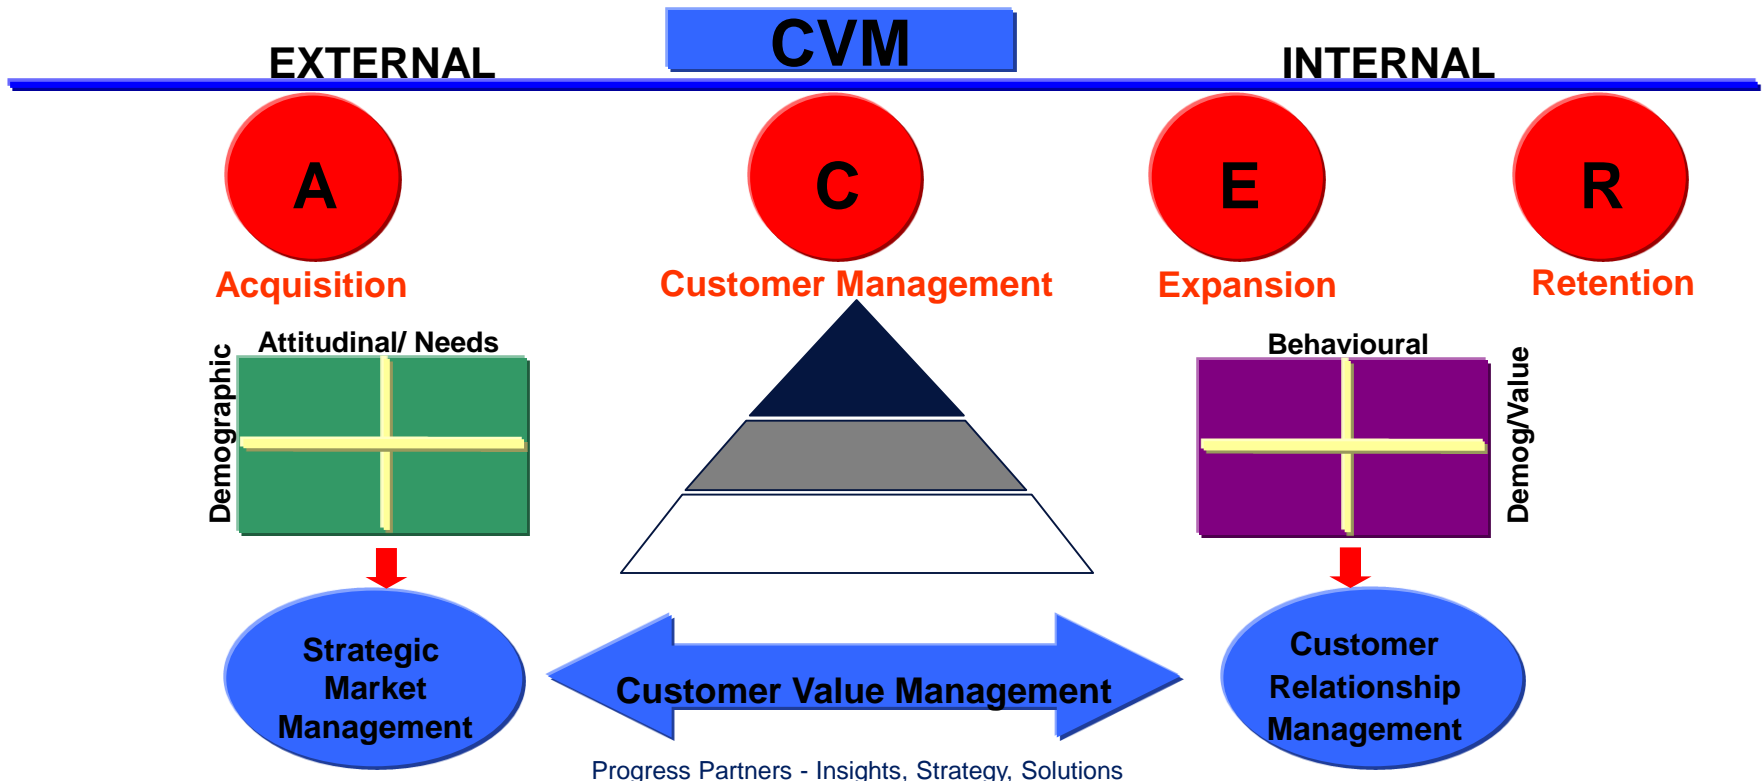 CVM
EXTERNAL
INTERNAL
A
C
E
R
Acquisition
Customer Management
Expansion
Retention
Attitudinal/ Needs
Demographic
Behavioural
Demog/Value
Strategic
Market
Management
Customer Value Management
Customer
Relationship
Management
Progress Partners - Insights, Strategy, Solutions